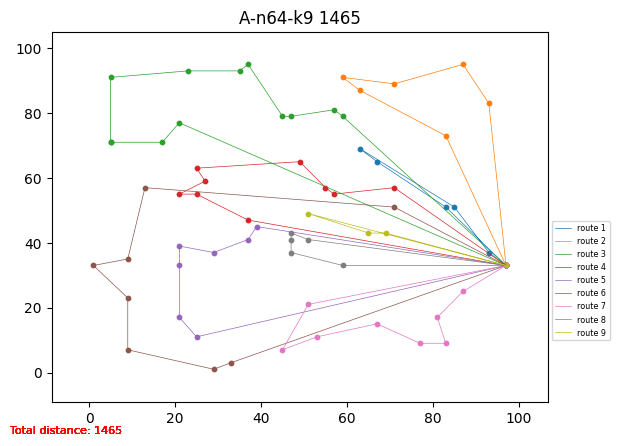 A-n64-k9 1465
100
80
60
40
20
0
0 20 40 60 80 100
route 1
route 2
route 3
route 4
route 5
route 6
route 7
route 8
route 9
Total distance: 1465